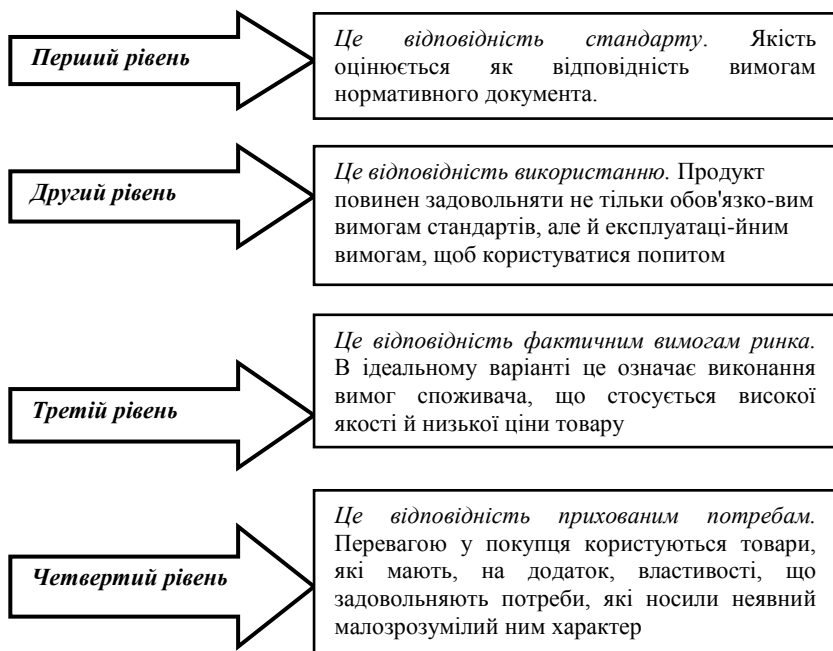 Перший рівень
Це відповідність стандарту. Якість
оцінюється як відповідність вимогам
нормативного документа.
Другий рівень
Це відповідність використанню. Продукт
повинен задовольняти не тільки обов'язко-вим
вимогам стандартів, але й експлуатаці-йним
вимогам, щоб користуватися попитом
Третій рівень
Це відповідність фактичним вимогам ринка.
В ідеальному варіанті це означає виконання
вимог споживача, що стосується високої
якості й низької ціни товару
Четвертий рівень
Це відповідність прихованим потребам.
Перевагою у покупця користуються товари,
які мають, на додаток, властивості, що
задовольняють потреби, які носили неявний
малозрозумілий ним характер